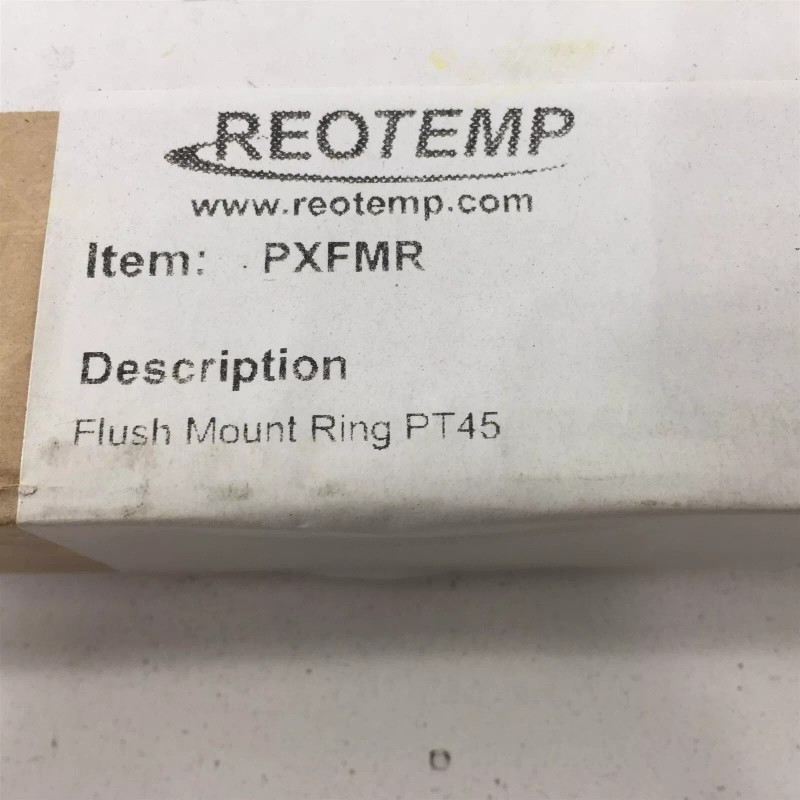 REOTEMP
www.reotemp.com
Item: PXFMR
Description
Flush Mount Ring PT45